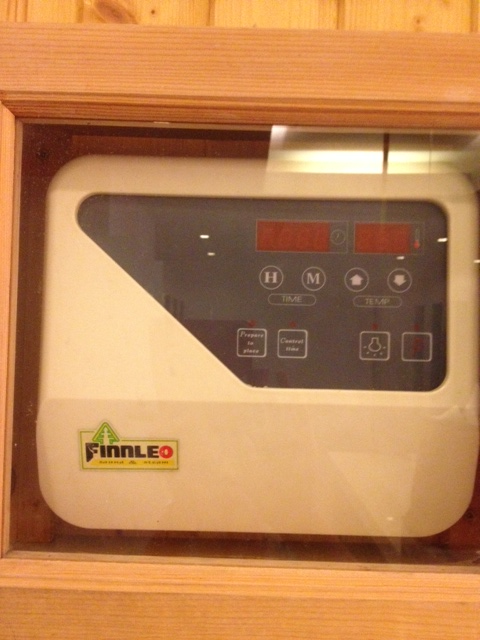 H M
TIME TEMP
Prepare
to
place
Control
time
FINNLEO
sauna & steam